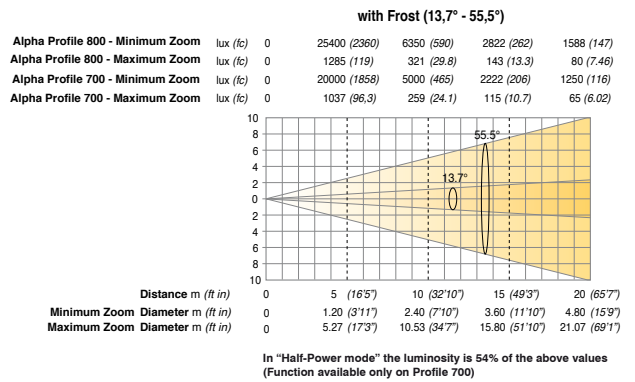 with Frost (13,7° - 55,5°)
Alpha Profile 800 - Minimum Zoom lux (fc) 0 25400 (2360) 6350 (590) 2822 (262) 1588 (147)
Alpha Profile 800 - Maximum Zoom lux (fc) 0 1285 (119) 321 (29.8) 143 (13.3) 80 (7.46)
Alpha Profile 700 - Minimum Zoom lux (fc) 0 20000 (1858) 5000 (465) 2222 (206) 1250 (116)
Alpha Profile 700 - Maximum Zoom lux (fc) 0 1037 (96,3) 259 (24.1) 115 (10.7) 65 (6.02)
10
8
6
4
2
0
2
4
6
8
10
55.5°
13.7°
Distance m (ft in) 0 5 (16'5") 10 (32'10") 15 (49'3") 20 (65'7")
Minimum Zoom Diameter m (ft in) 0 1.20 (3'11") 2.40 (7'10") 3.60 (11'10") 4.80 (15'9")
Maximum Zoom Diameter m (ft in) 0 5.27 (17'3") 10.53 (34'7") 15.80 (51'10") 21.07 (69'1")
In "Half-Power mode" the luminosity is 54% of the above values
(Function available only on Profile 700)